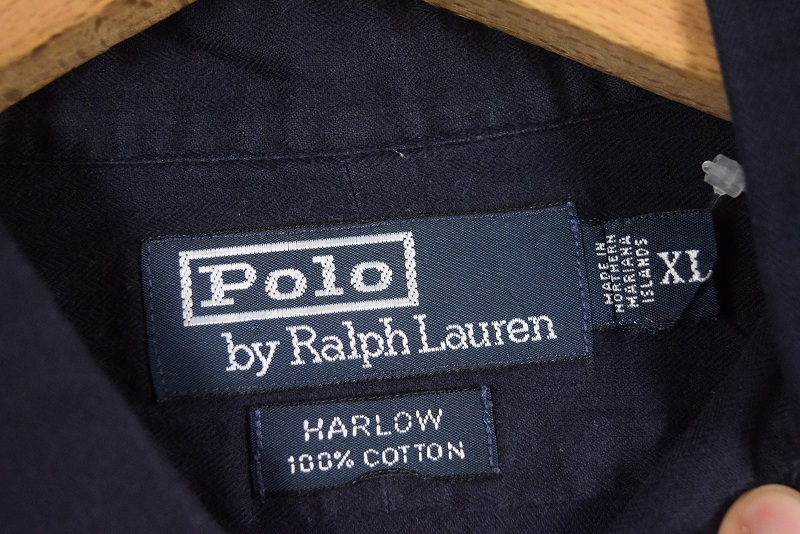 Polo
by Ralph Lauren
MADE IN
NORTHERN
MARIANA
ISLANDS
XL
HARLOW
100% COTTON